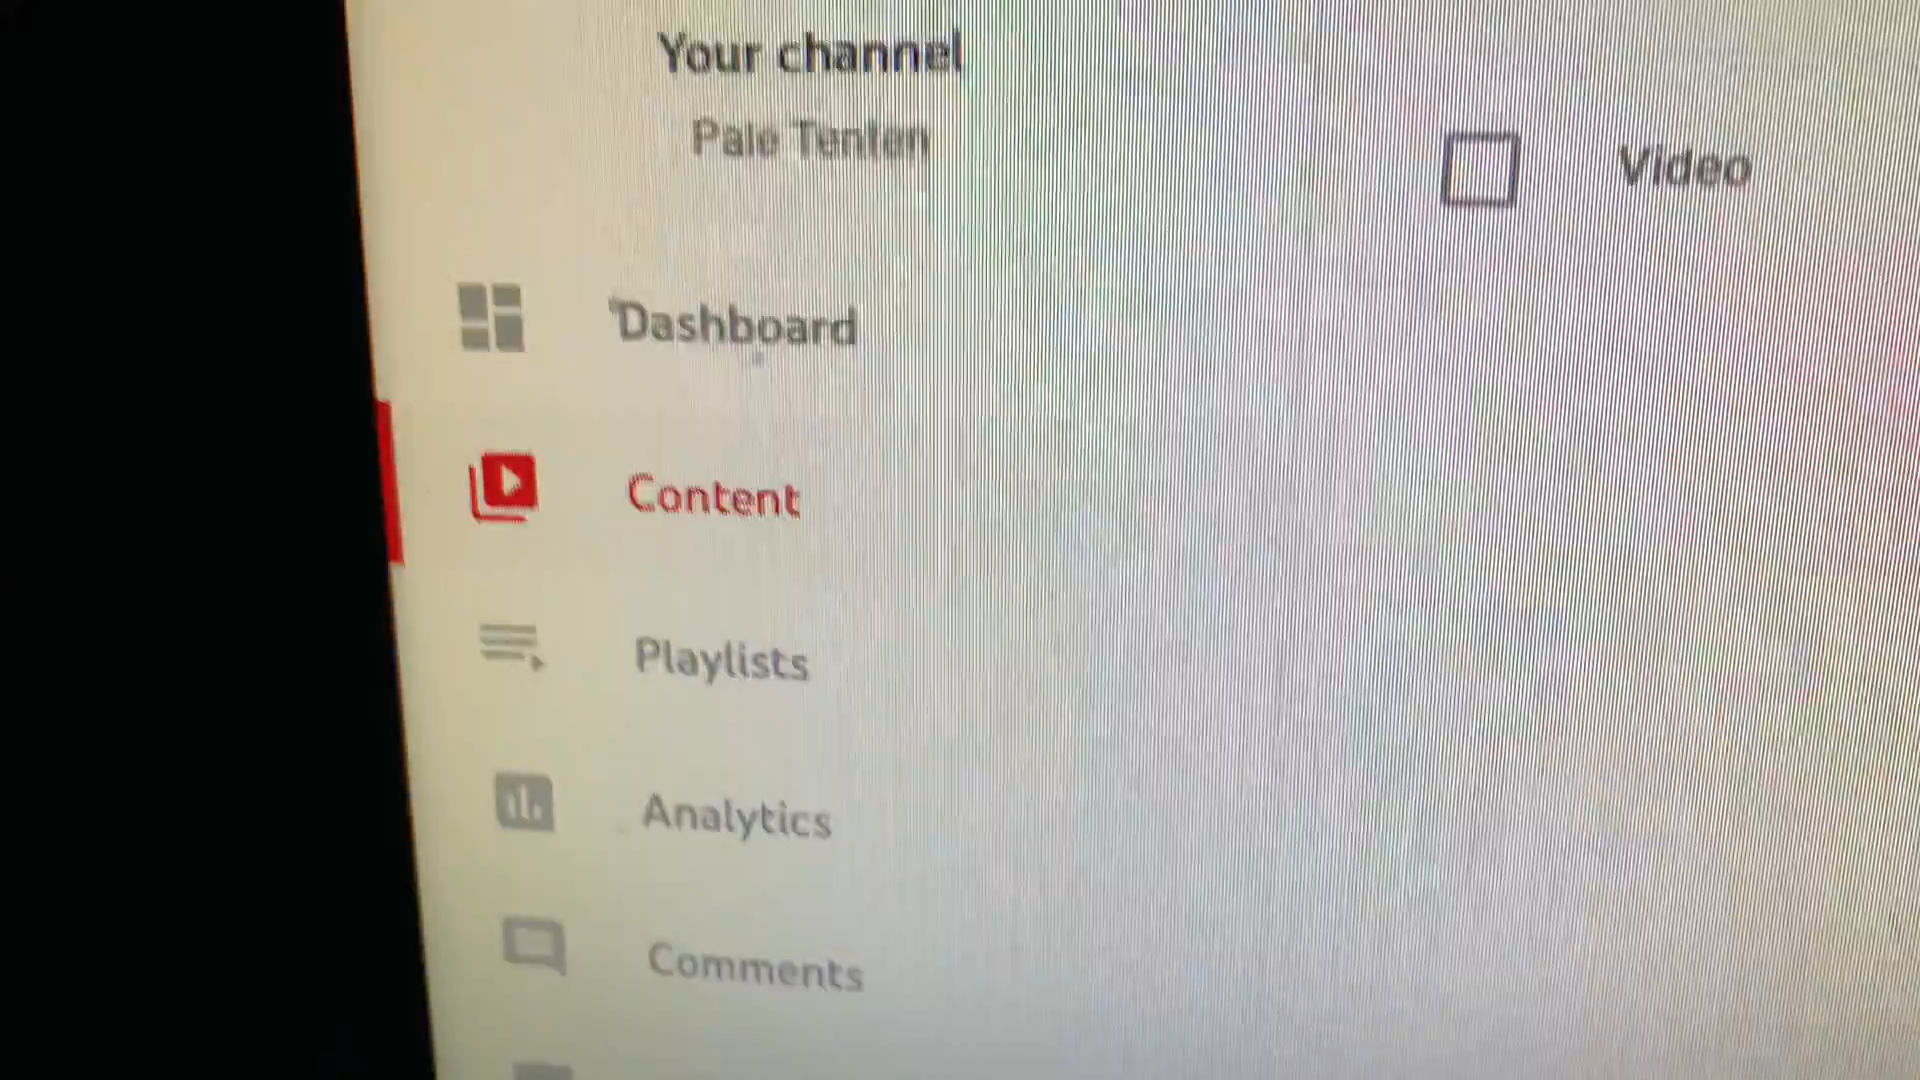 Your channel
Pale Tenten
Video
Dashboard
Content
Playlists
Analytics
Comments